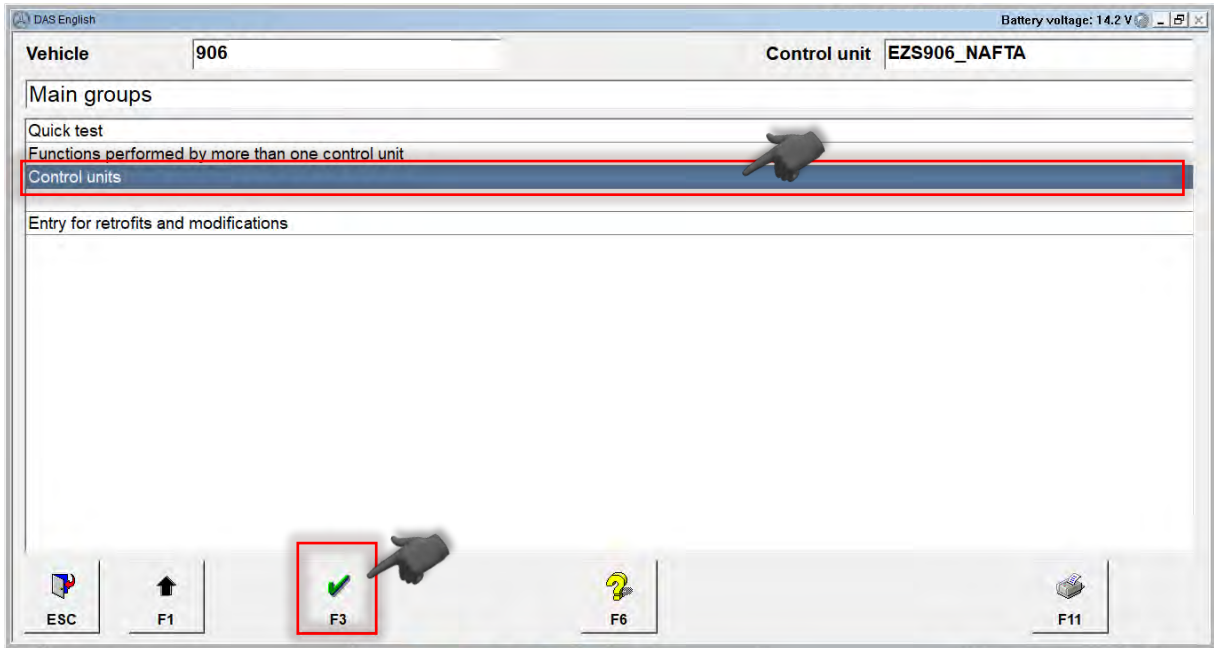 DAS English Battery voltage: 14.2 V
Vehicle 906 Control unit EZS906_NAFTA
Main groups
Quick test
Functions performed by more than one control unit
Control units
Entry for retrofits and modifications
ESC F1 F3 F6 F11